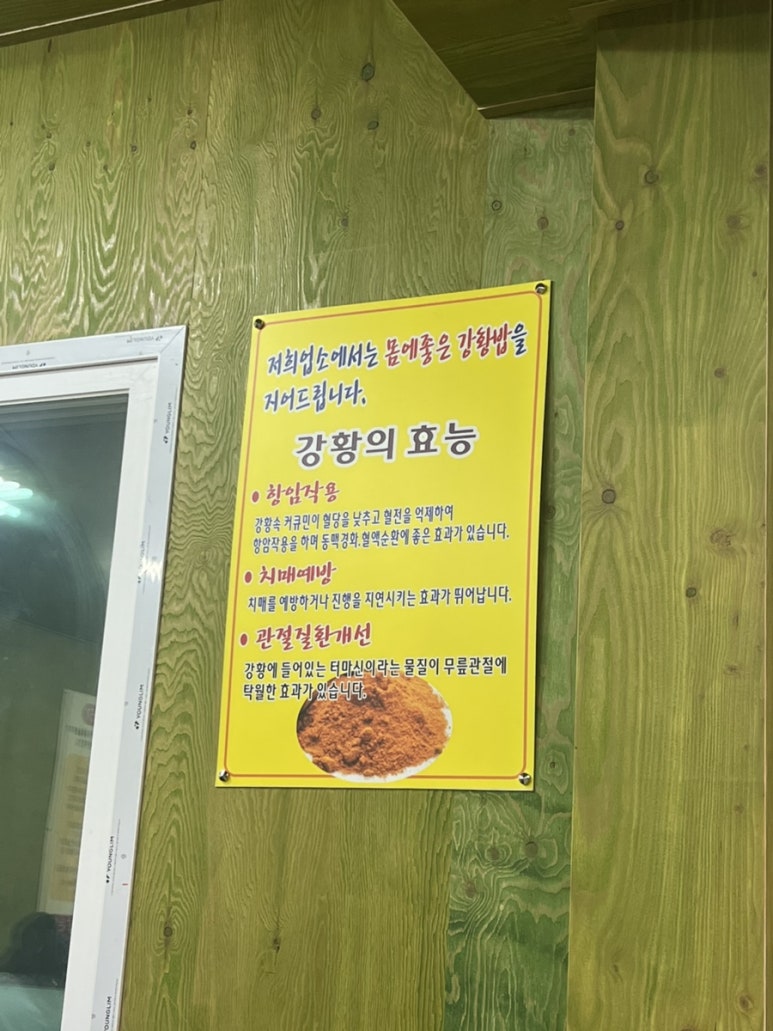 저희업소에서는 몸에좋은 강황밥을
지어드립니다.
강황의 효능
• 항암작용
강황속 커큐민이 혈당을 낮추고 혈전을 억제하여
항암작용을 하며 동맥경화.혈액순환에 좋은 효과가 있습니다.
• 치매예방
치매를 예방하거나 진행을 지연시키는 효과가 뛰어납니다.
• 관절질환개선
강황에 들어있는 터마신이라는 물질이 무릎관절에
탁월한 효과가 있습니다.
YOUNGLIM
YOUNGLIM
YOUNGLIM
YOUNGLIM
YOUNGLIM
YOUNGLIM